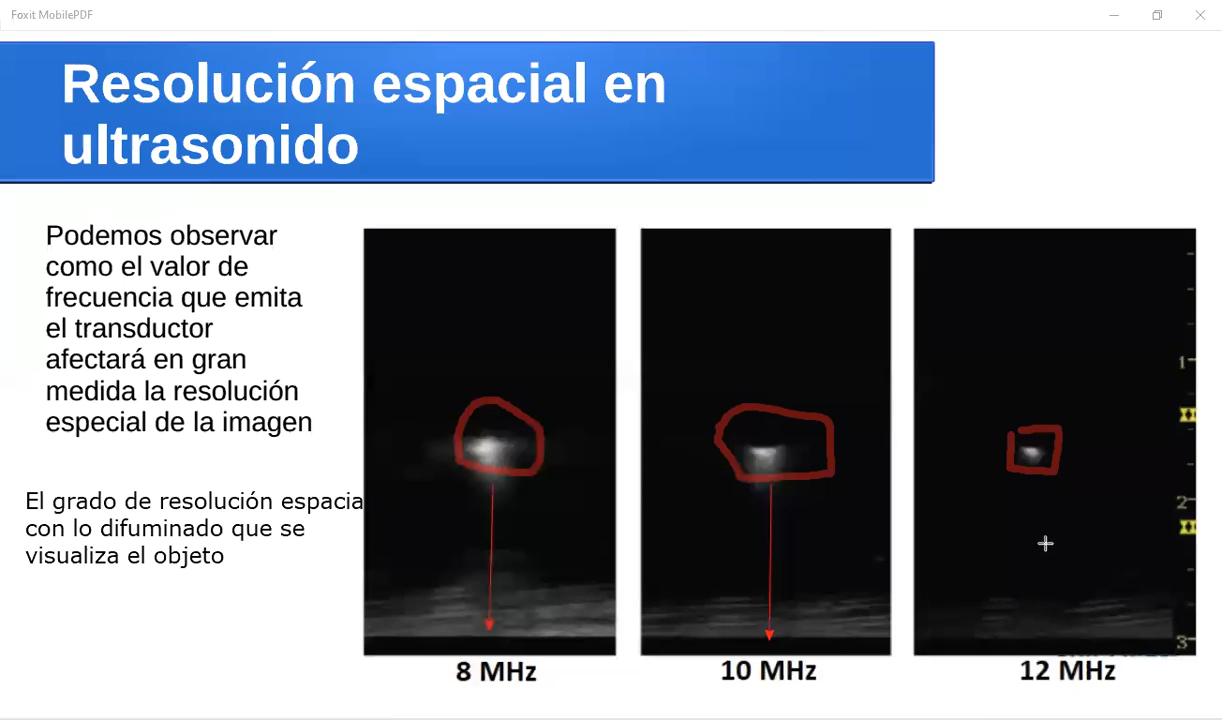 Foxit MobilePDF
Resolución espacial en
ultrasonido
Podemos observar
como el valor de
frecuencia que emita
el transductor
afectará en gran
medida la resolución
especial de la imagen
El grado de resolución espacia
con lo difuminado que se
visualiza el objeto
1
2
3
8 MHz
10 MHz
12 MHz